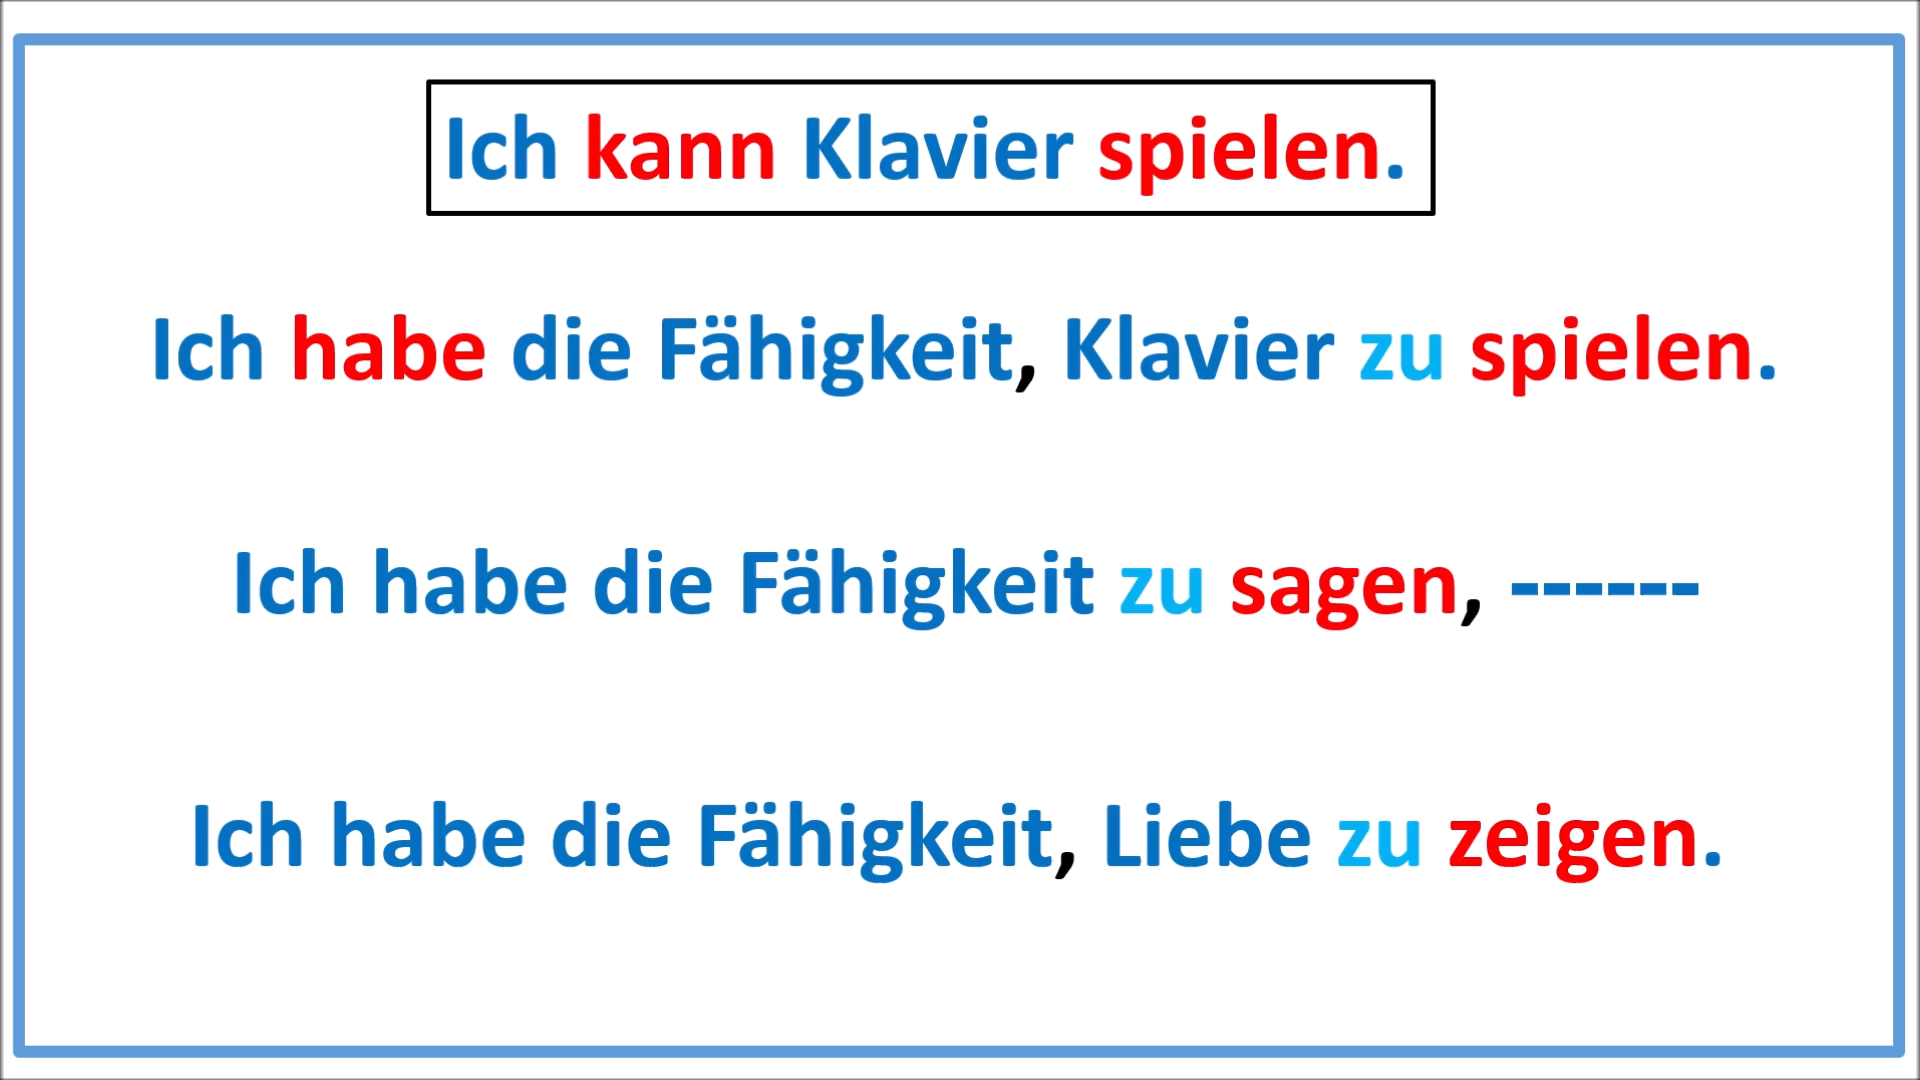 Ich kann Klavier spielen.
Ich habe die Fähigkeit, Klavier zu spielen.
Ich habe die Fähigkeit zu sagen, ------
Ich habe die Fähigkeit, Liebe zu zeigen.